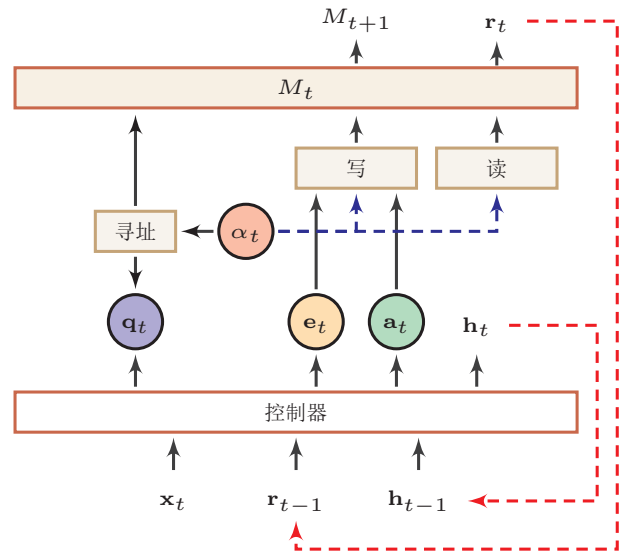 M_{t+1} r_t
M_t
写 读
寻址 α_t
q_t e_t a_t h_t
控制器
x_t r_{t−1} h_{t−1}